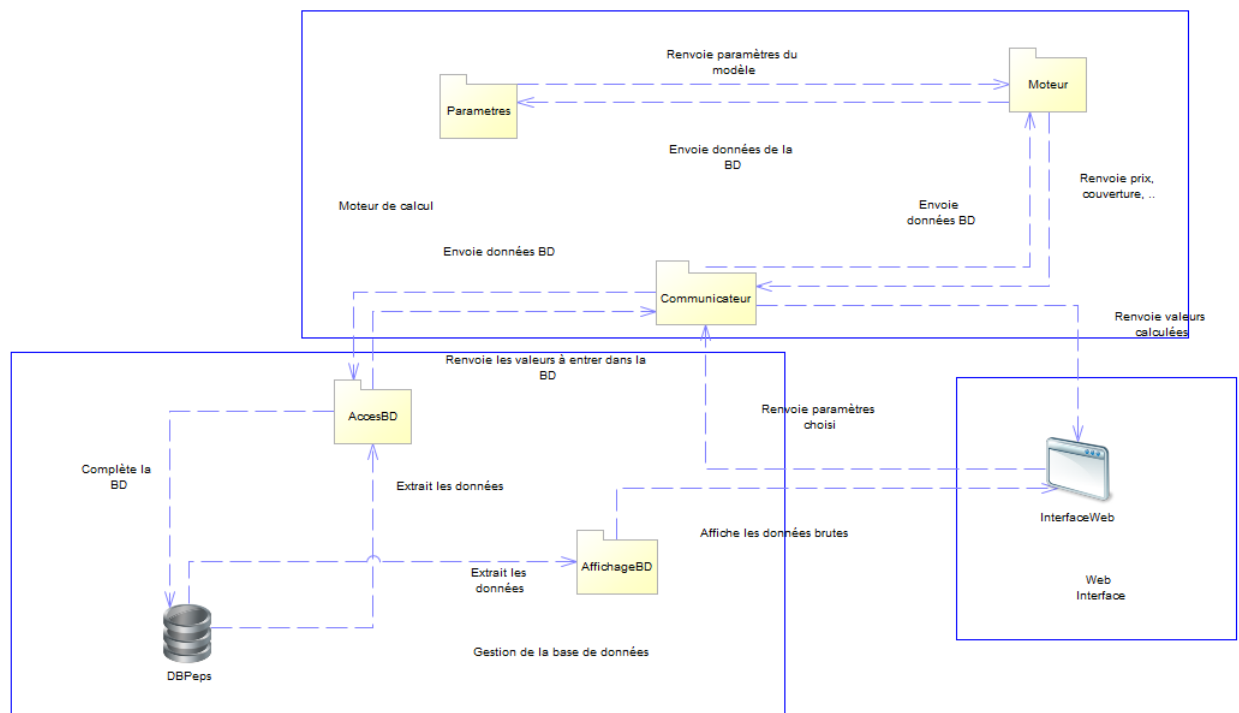 Renvoie paramètres du
modèle
Moteur
Parametres
Envoie données de la
BD
Renvoie prix,
couverture, ..
Moteur de calcul
Envoie
données BD
Envoie données BD
Communicateur
Renvoie valeurs
calculées
Renvoie les valeurs à entrer dans la
BD
AccesBD
Renvoie paramètres
choisi
Complète la
BD
Extrait les données
InterfaceWeb
Affiche les données brutes
AffichageBD
Extrait les
données
Web
Interface
Gestion de la base de données
DBPeps